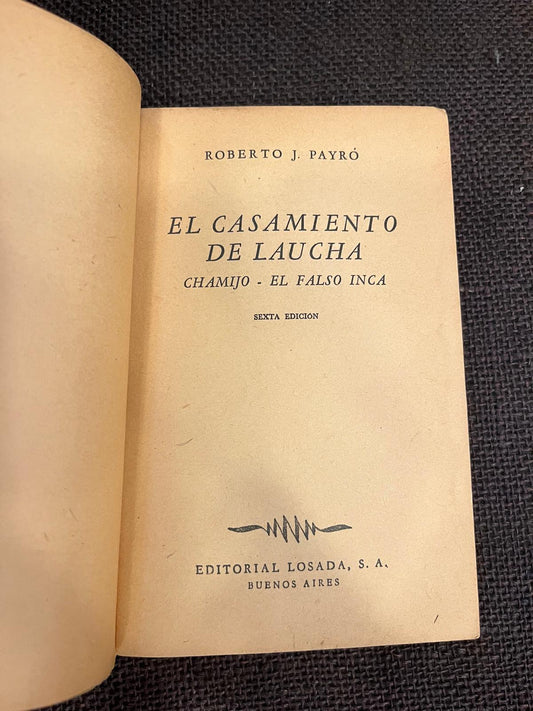 ROBERTO J. PAYRÓ
EL CASAMIENTO
DE LAUCHA
CHAMIJO - EL FALSO INCA
SEXTA EDICIÓN
EDITORIAL LOSADA, S. A.
BUENOS AIRES